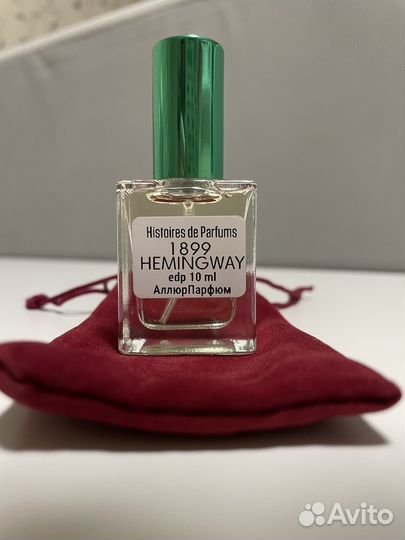 Histoires de Parfums
1899
HEMINGWAY
edp 10 ml
АллюрПарфюм
Avito